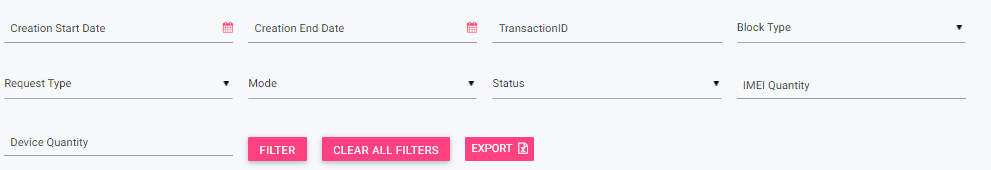 Creation Start Date
Creation End Date
TransactionID
Block Type
Request Type
Mode
Status
IMEI Quantity
Device Quantity
FILTER
CLEAR ALL FILTERS
EXPORT